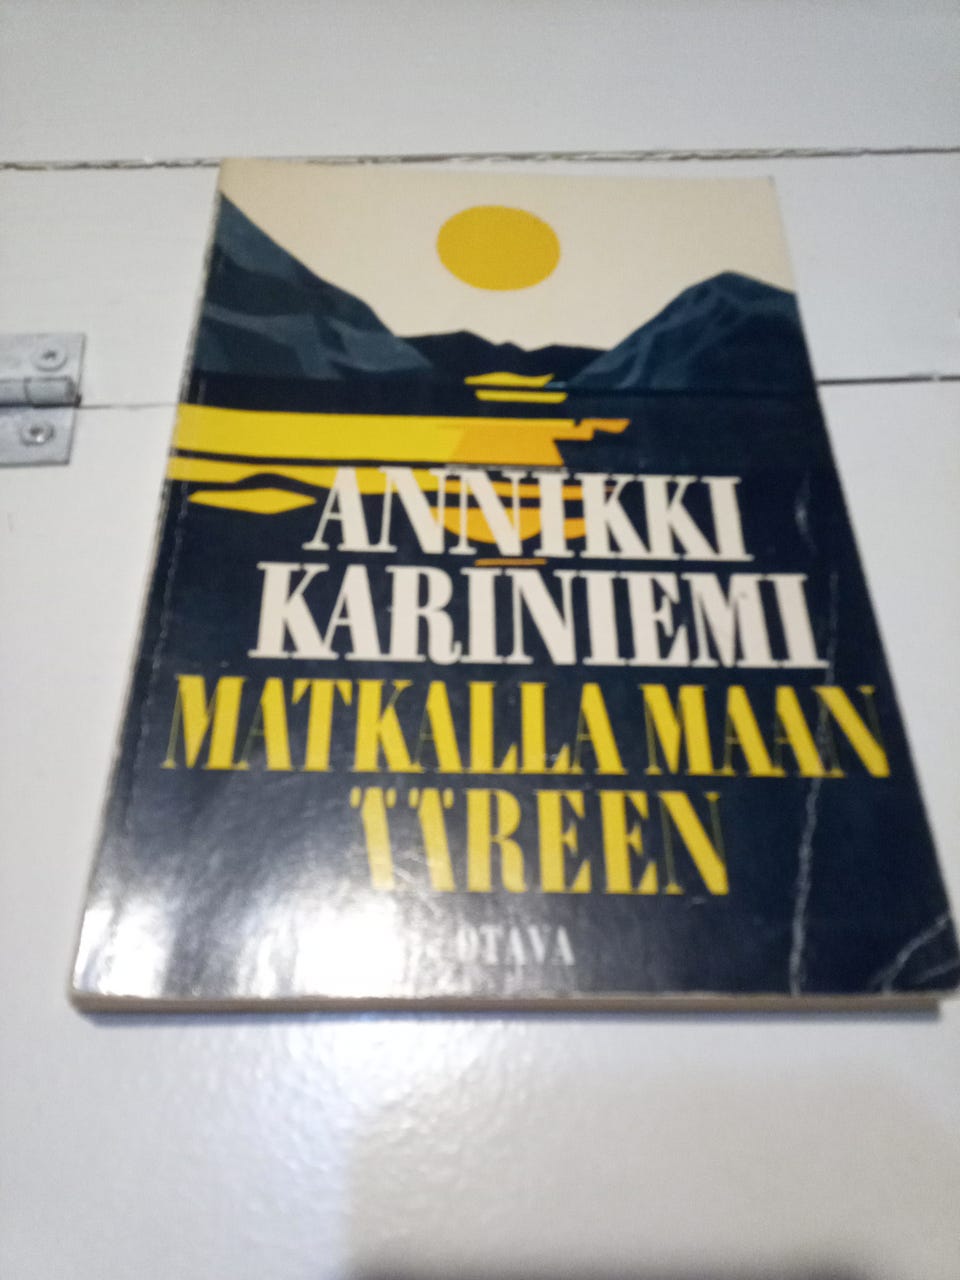 ANNIKKI
KARINIEMI
MATKALLA MAAN
ÄÄREEN
OTAVA